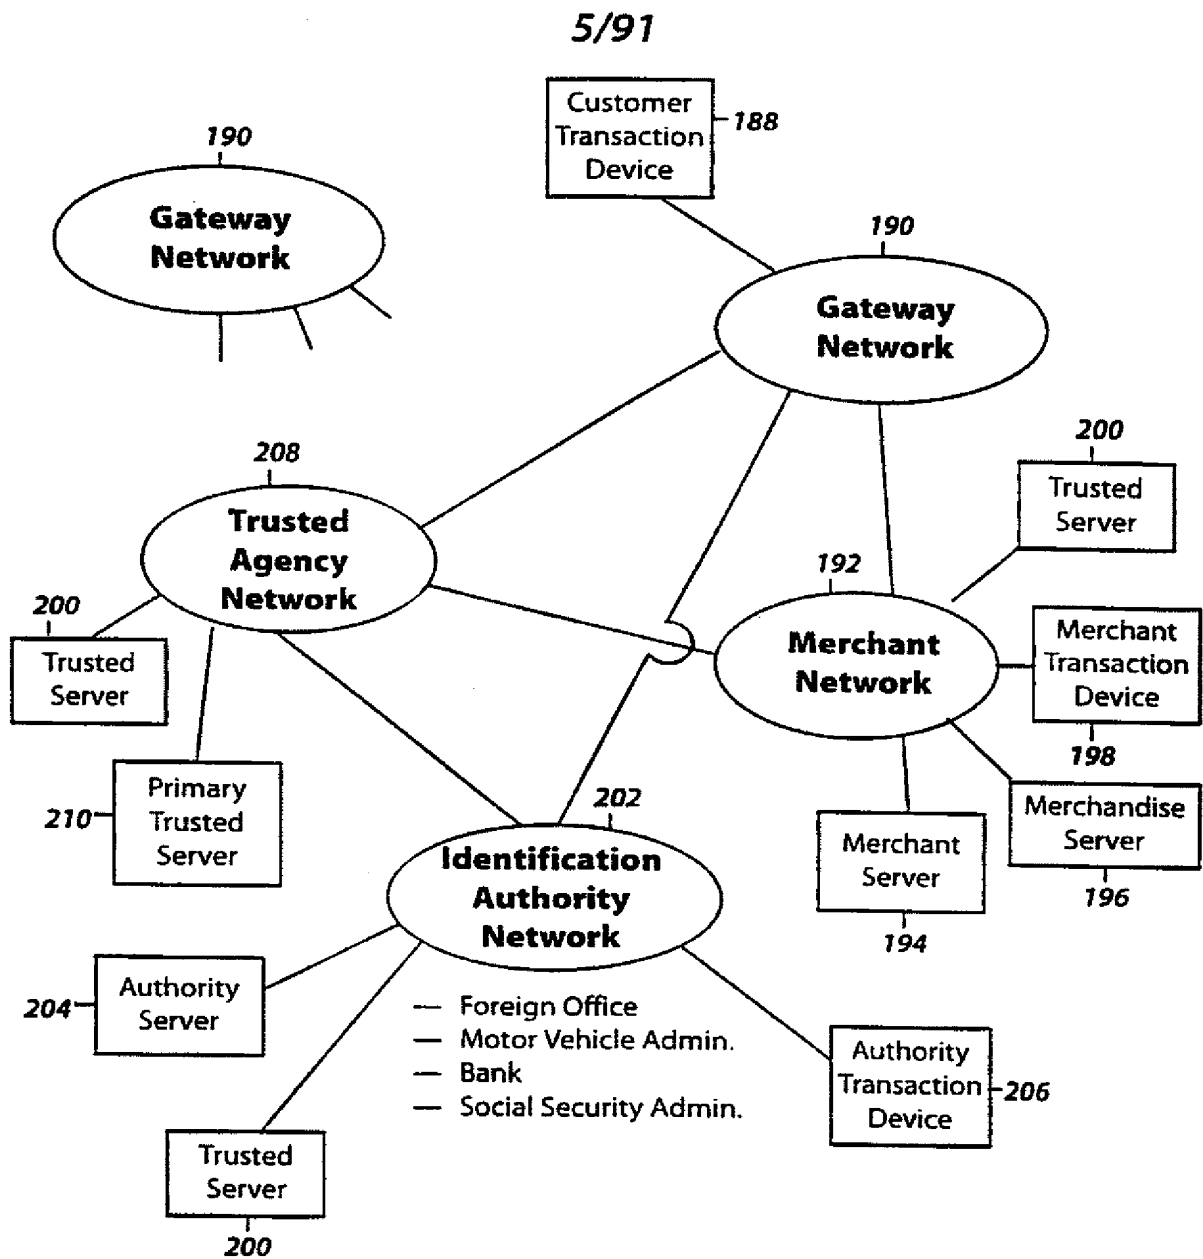 5/91
Customer
Transaction
Device
188
190
Gateway
Network
190
Gateway
Network
200
Trusted
Server
208
Trusted
Agency
Network
192
Merchant
Network
Merchant
Transaction
Device
198
200
Trusted
Server
210
Primary
Trusted
Server
202
Identification
Authority
Network
Merchandise
Server
196
Merchant
Server
194
204
Authority
Server
— Foreign Office
— Motor Vehicle Admin.
— Bank
— Social Security Admin.
Authority
Transaction
Device
206
Trusted
Server
200